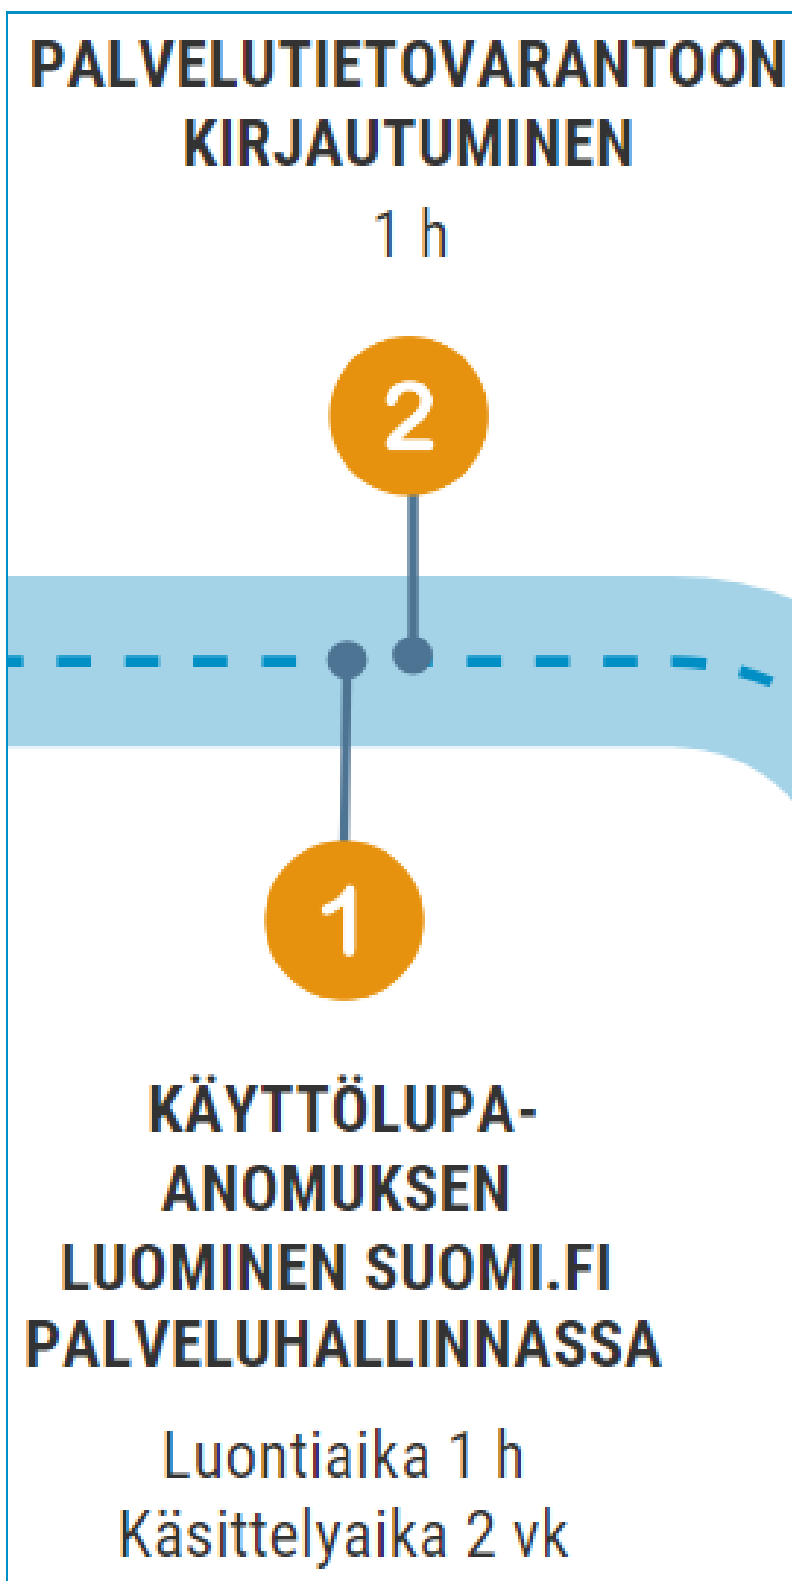 PALVELUTIETOVARANTOON
KIRJAUTUMINEN
1 h
2
1
KÄYTTÖLUPA-
ANOMUKSEN
LUOMINEN SUOMI.FI
PALVELUHALLINNASSA
Luontiaika 1 h
Käsittelyaika 2 vk